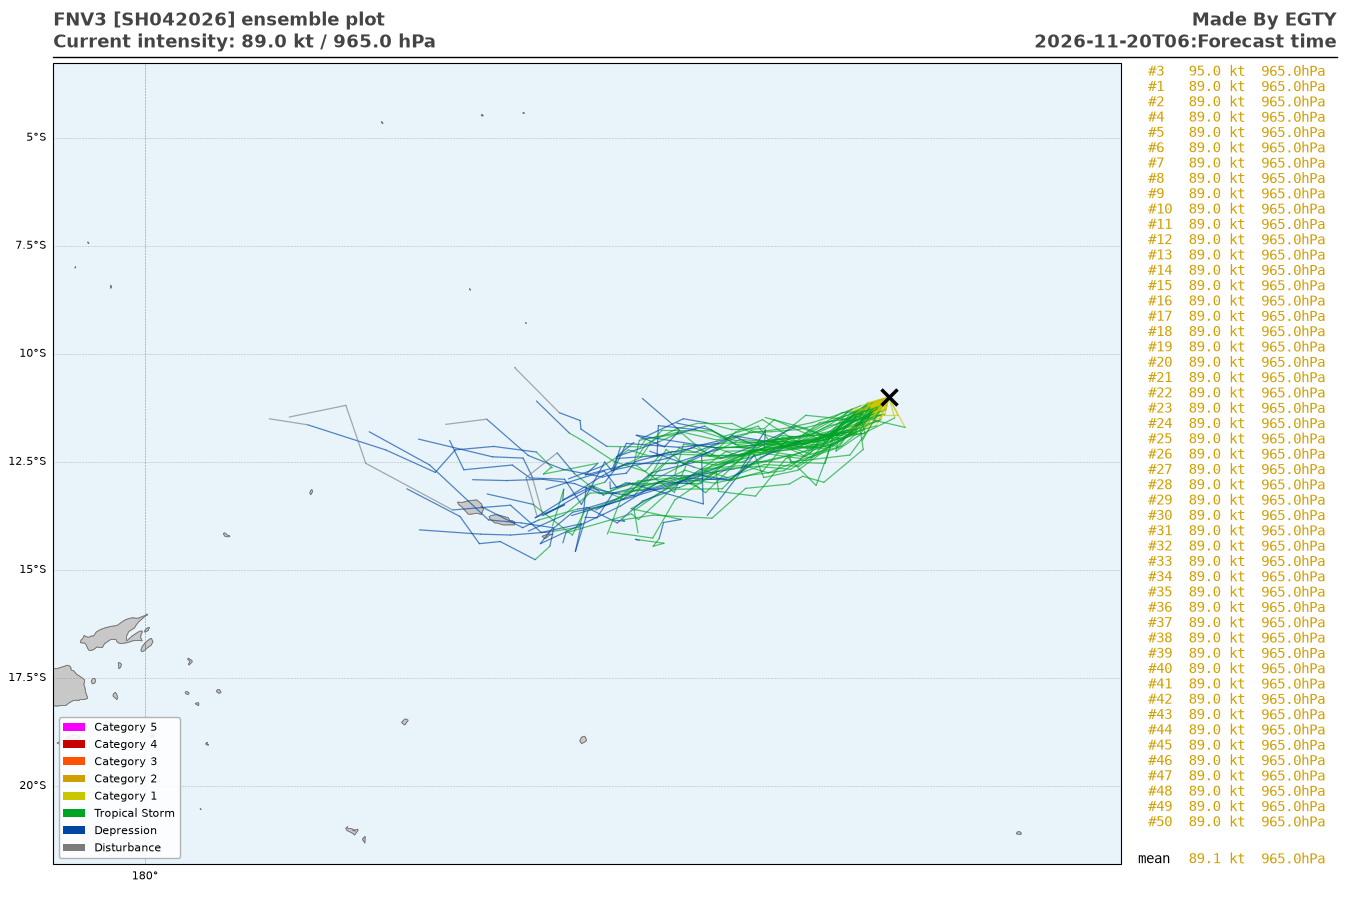 FNV3 [SH042026] ensemble plot
Current intensity: 89.0 kt / 965.0 hPa
Made By EGTY
2026-11-20T06:Forecast time
5°S
7.5°S
10°S
12.5°S
15°S
17.5°S
20°S
180°
Category 5
Category 4
Category 3
Category 2
Category 1
Tropical Storm
Depression
Disturbance
#3 95.0 kt 965.0hPa
#1 89.0 kt 965.0hPa
#2 89.0 kt 965.0hPa
#4 89.0 kt 965.0hPa
#5 89.0 kt 965.0hPa
#6 89.0 kt 965.0hPa
#7 89.0 kt 965.0hPa
#8 89.0 kt 965.0hPa
#9 89.0 kt 965.0hPa
#10 89.0 kt 965.0hPa
#11 89.0 kt 965.0hPa
#12 89.0 kt 965.0hPa
#13 89.0 kt 965.0hPa
#14 89.0 kt 965.0hPa
#15 89.0 kt 965.0hPa
#16 89.0 kt 965.0hPa
#17 89.0 kt 965.0hPa
#18 89.0 kt 965.0hPa
#19 89.0 kt 965.0hPa
#20 89.0 kt 965.0hPa
#21 89.0 kt 965.0hPa
#22 89.0 kt 965.0hPa
#23 89.0 kt 965.0hPa
#24 89.0 kt 965.0hPa
#25 89.0 kt 965.0hPa
#26 89.0 kt 965.0hPa
#27 89.0 kt 965.0hPa
#28 89.0 kt 965.0hPa
#29 89.0 kt 965.0hPa
#30 89.0 kt 965.0hPa
#31 89.0 kt 965.0hPa
#32 89.0 kt 965.0hPa
#33 89.0 kt 965.0hPa
#34 89.0 kt 965.0hPa
#35 89.0 kt 965.0hPa
#36 89.0 kt 965.0hPa
#37 89.0 kt 965.0hPa
#38 89.0 kt 965.0hPa
#39 89.0 kt 965.0hPa
#40 89.0 kt 965.0hPa
#41 89.0 kt 965.0hPa
#42 89.0 kt 965.0hPa
#43 89.0 kt 965.0hPa
#44 89.0 kt 965.0hPa
#45 89.0 kt 965.0hPa
#46 89.0 kt 965.0hPa
#47 89.0 kt 965.0hPa
#48 89.0 kt 965.0hPa
#49 89.0 kt 965.0hPa
#50 89.0 kt 965.0hPa
mean 89.1 kt 965.0hPa